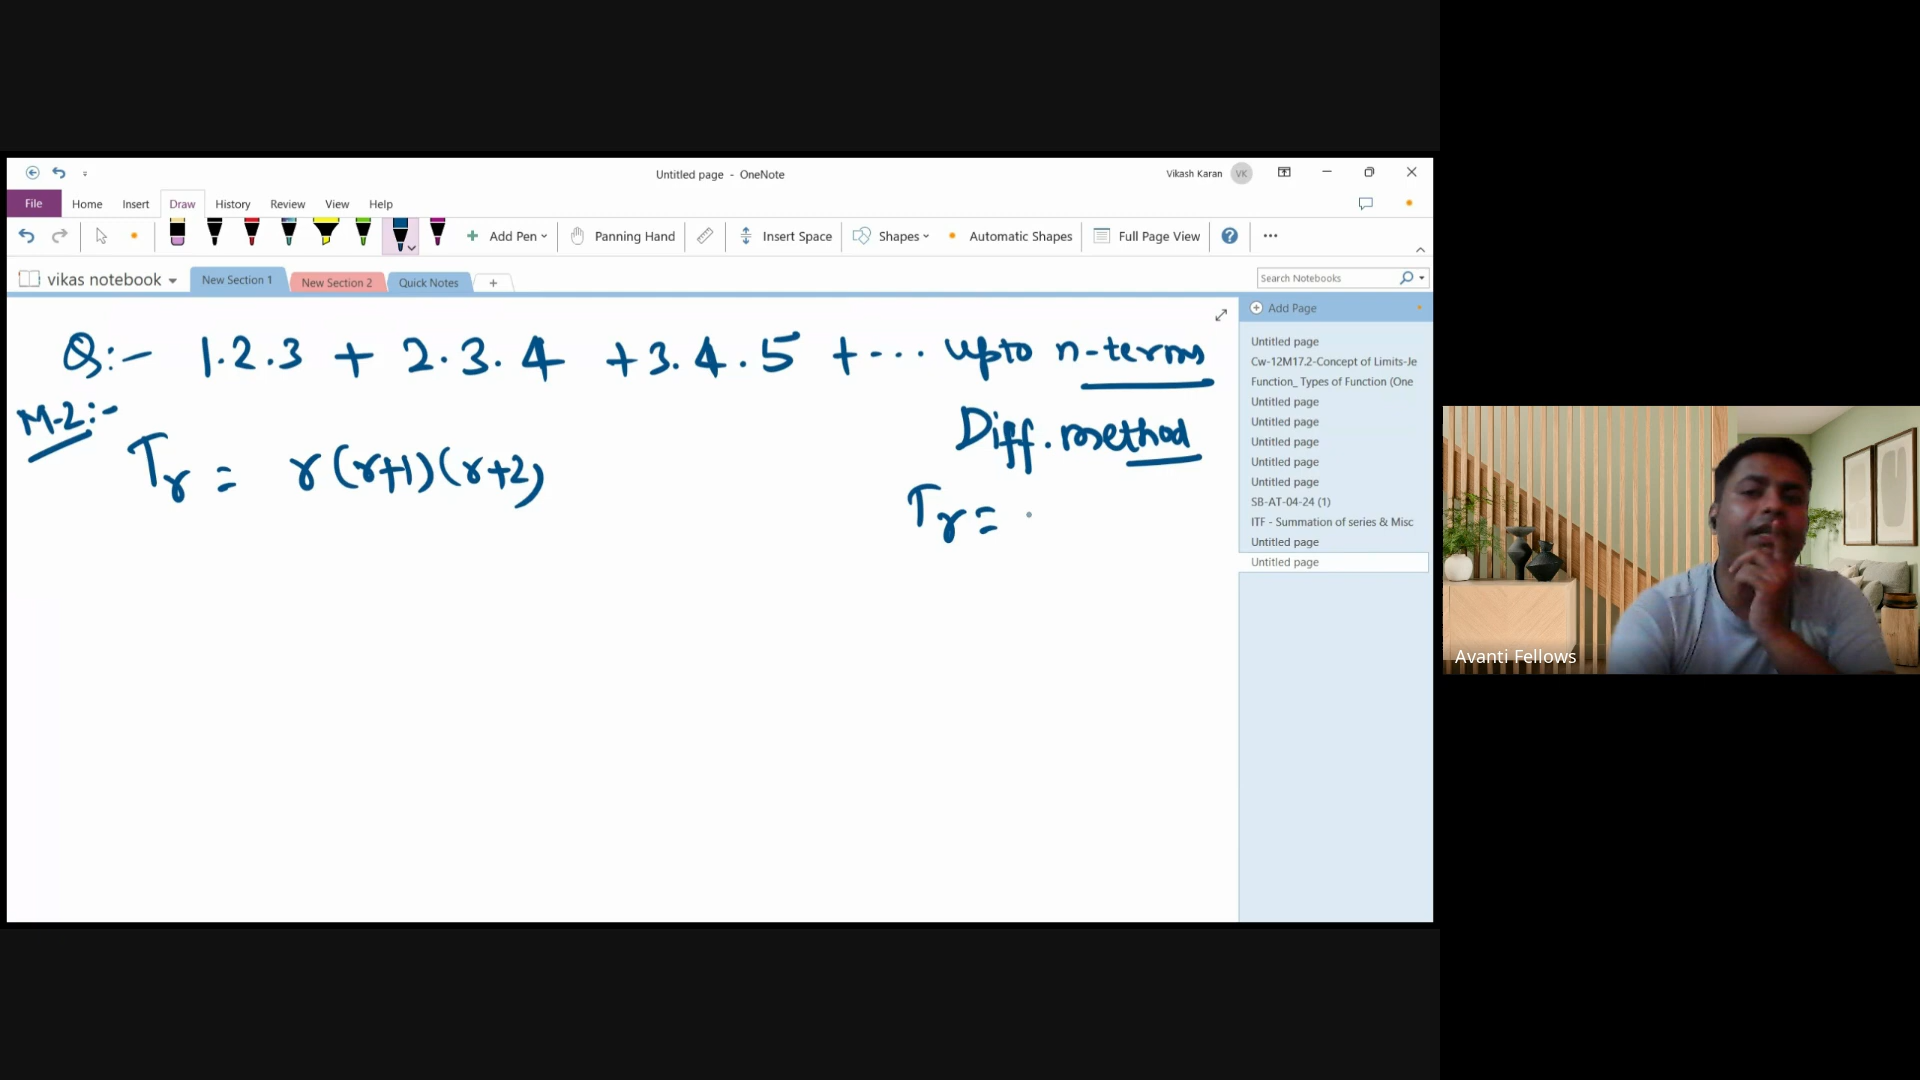 Untitled page - OneNote
Vikash Karan VK
File Home Insert Draw History Review View Help
Add Pen Panning Hand Insert Space Shapes Automatic Shapes Full Page View ?
vikas notebook New Section 1 New Section 2 Quick Notes + Search Notebooks
Add Page
Untitled page
Cw-12M17.2-Concept of Limits-Je
Function_ Types of Function (One
Untitled page
Untitled page
Untitled page
Untitled page
Untitled page
SB-AT-04-24 (1)
ITF - Summation of series & Misc
Untitled page
Untitled page
Q:- 1.2.3 + 2.3.4 +3.4.5 +... upto n-terms
M-2:-
Diff. method
Tr = r(r+1)(r+2)
Tr =
Avanti Fellows